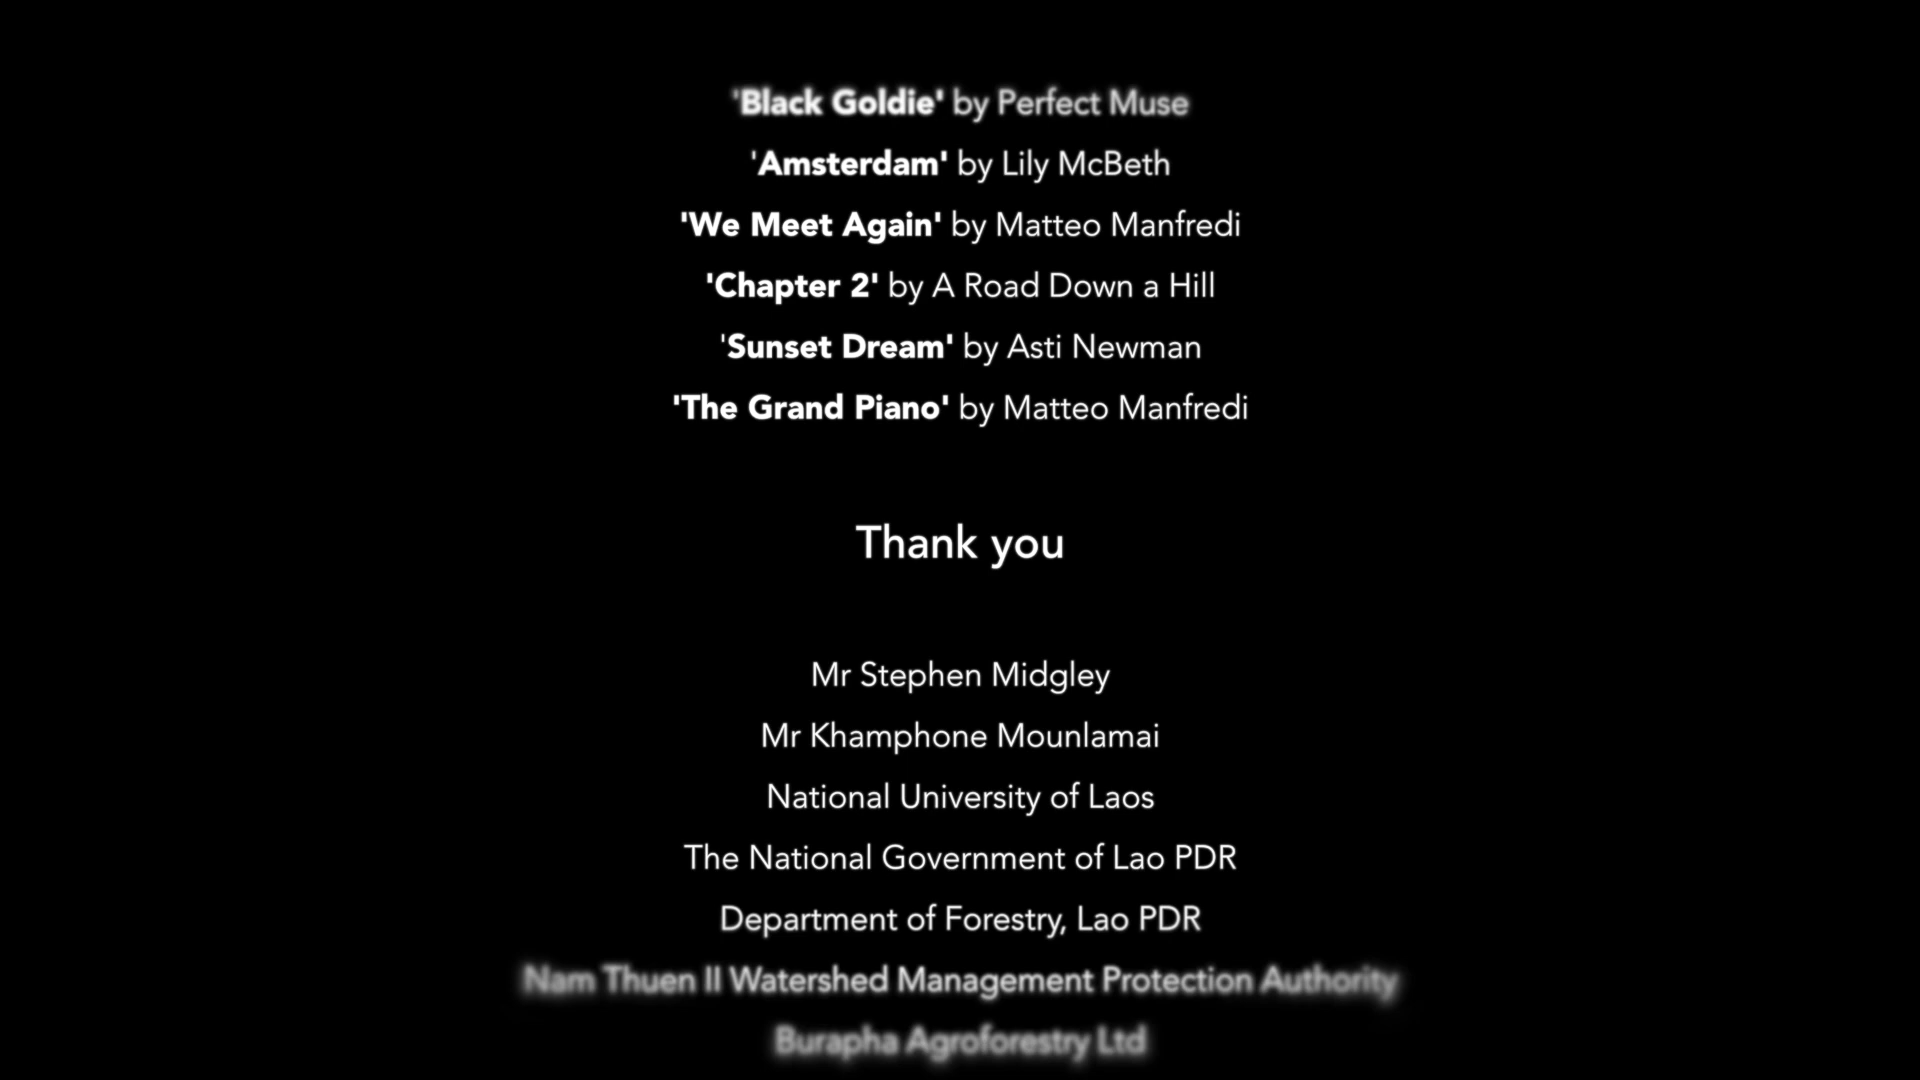 'Black Goldie' by Perfect Muse
'Amsterdam' by Lily McBeth
'We Meet Again' by Matteo Manfredi
'Chapter 2' by A Road Down a Hill
'Sunset Dream' by Asti Newman
'The Grand Piano' by Matteo Manfredi
Thank you
Mr Stephen Midgley
Mr Khamphone Mounlamai
National University of Laos
The National Government of Lao PDR
Department of Forestry, Lao PDR
Nam Thuen II Watershed Management Protection Authority
Burapha Agroforestry Ltd